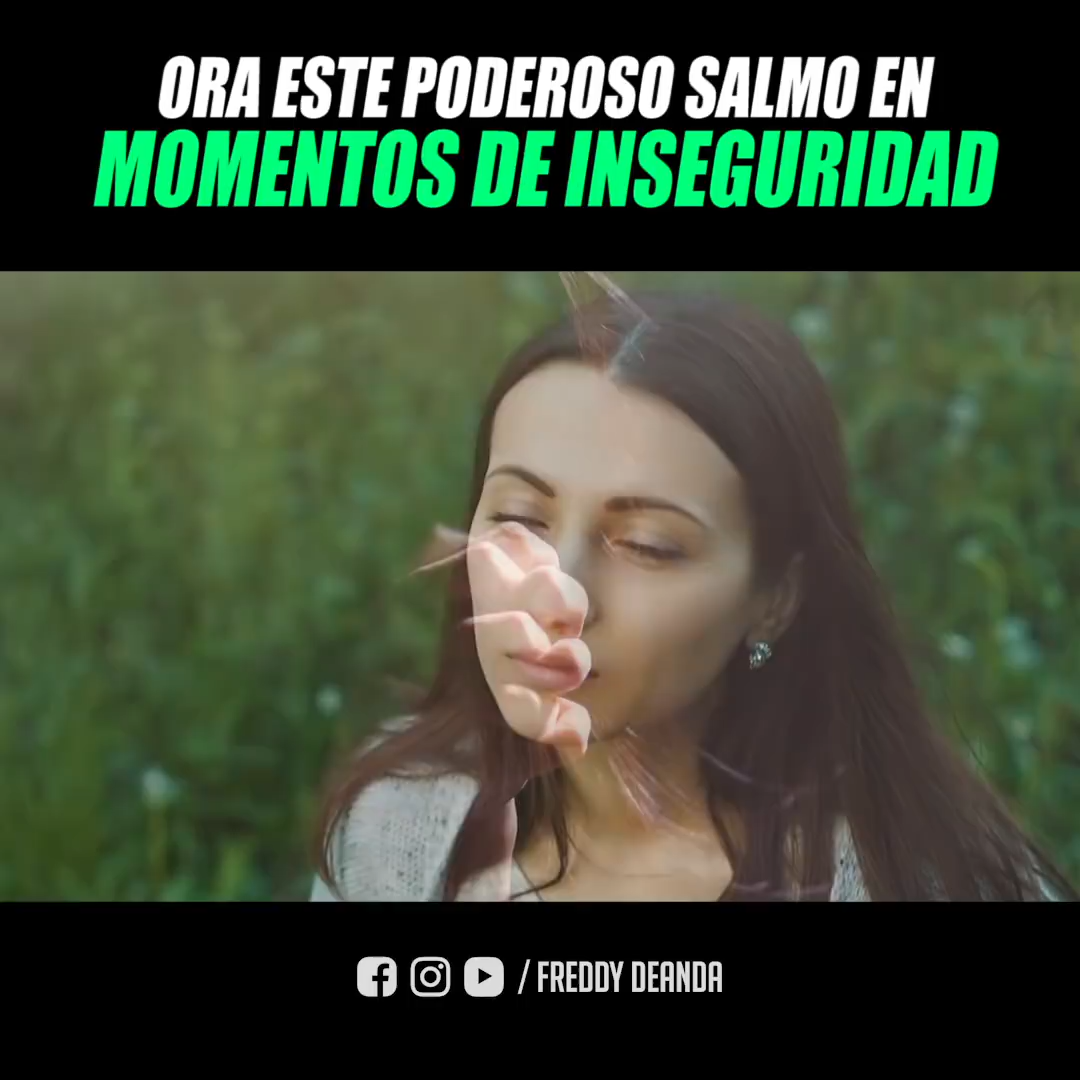 ORA ESTE PODEROSO SALMO EN
MOMENTOS DE INSEGURIDAD
/ FREDDY DEANDA